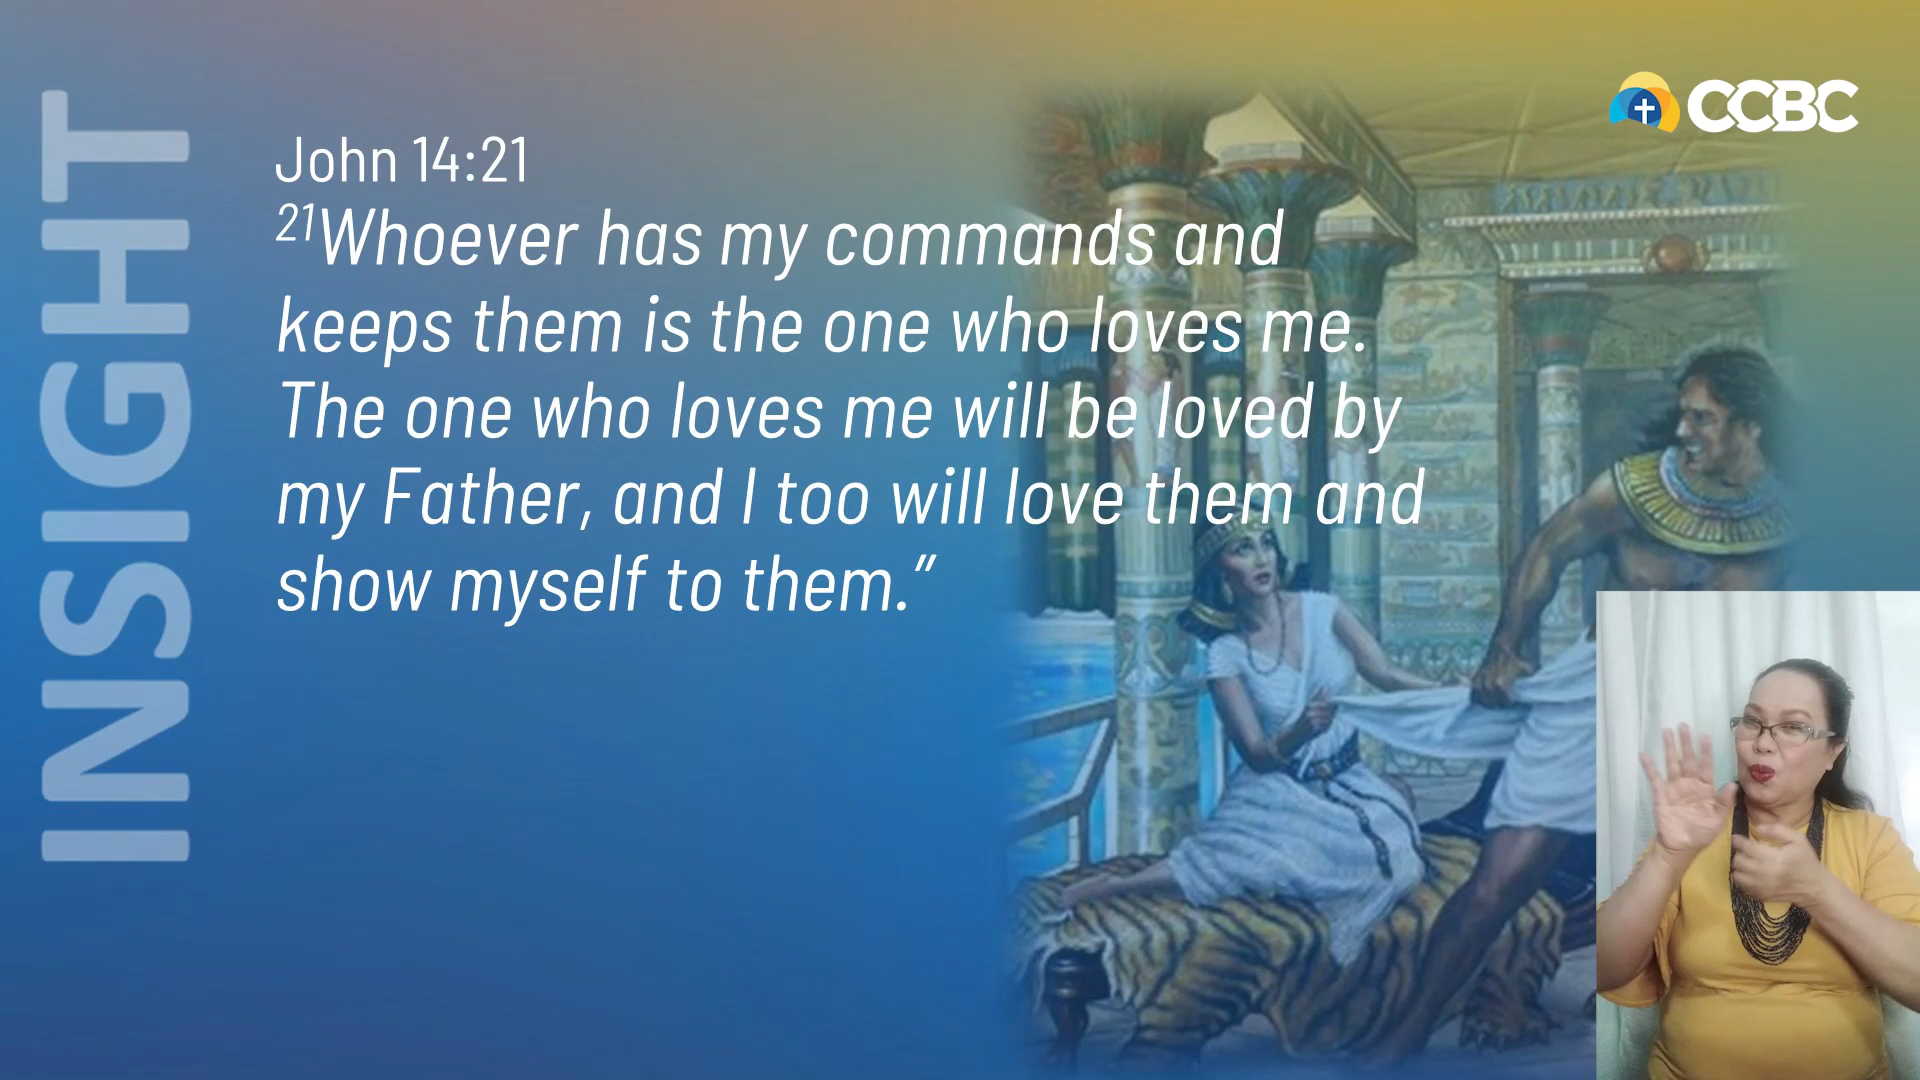 INSIGHT
CCBC
John 14:21
21Whoever has my commands and
keeps them is the one who loves me.
The one who loves me will be loved by
my Father, and I too will love them and
show myself to them.”